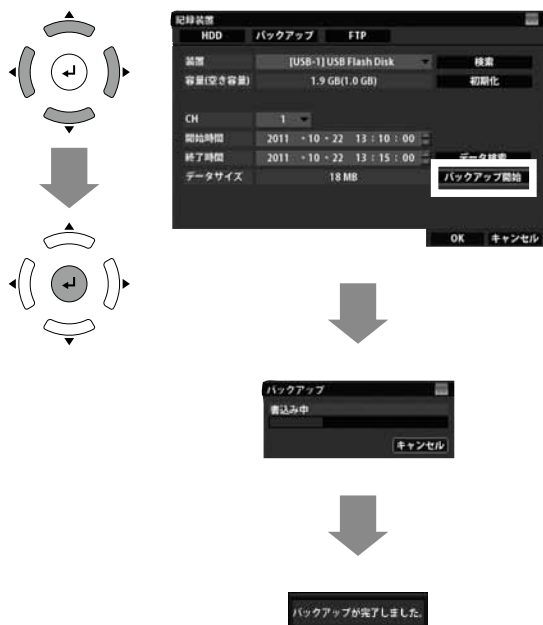 記録装置
HDD バックアップ FTP
装置 [USB-1] USB Flash Disk 検索
容量(空き容量) 1.9 GB(1.0 GB) 初期化
CH 1
開始時間 2011 - 10 - 22 13 : 10 : 00
終了時間 2011 - 10 - 22 13 : 15 : 00 データ検索
データサイズ 18 MB バックアップ開始
OK キャンセル
バックアップ
書込み中
キャンセル
バックアップが完了しました.